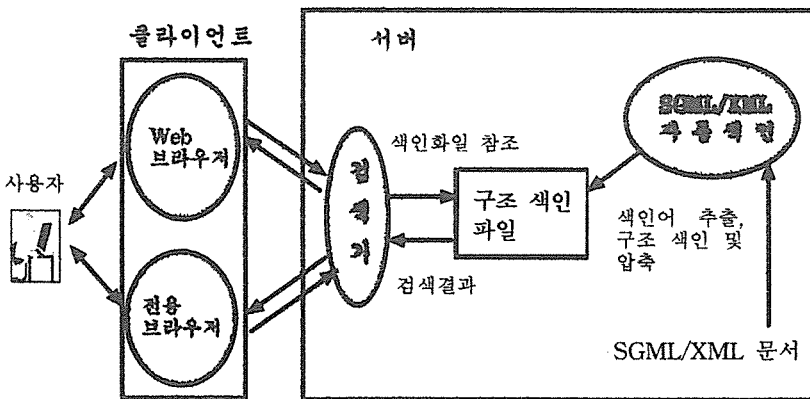 클라이언트
서버
Web
브라우저
사용자
전용
브라우저
검
색
기
색인화일 참조
구조 색인
파일
검색결과
SGML/XML
자동색인
색인어 추출,
구조 색인 및
압축
SGML/XML 문서